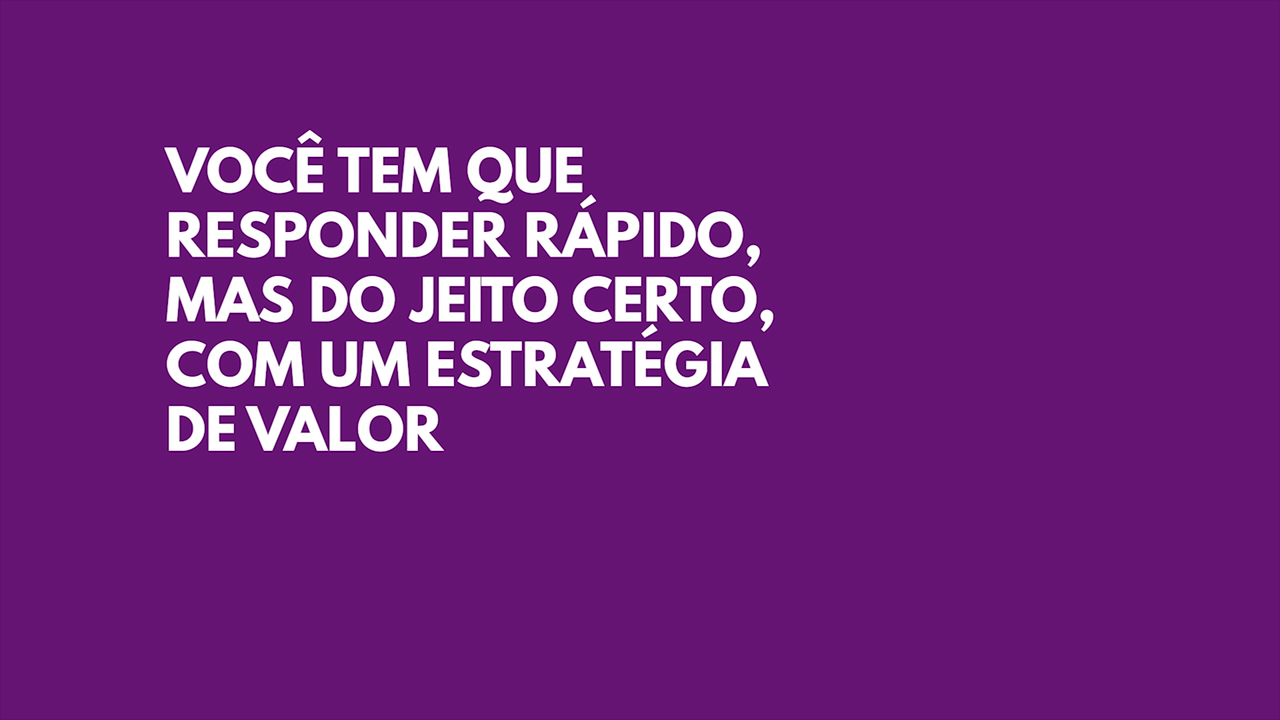 VOCÊ TEM QUE
RESPONDER RÁPIDO,
MAS DO JEITO CERTO,
COM UM ESTRATÉGIA
DE VALOR